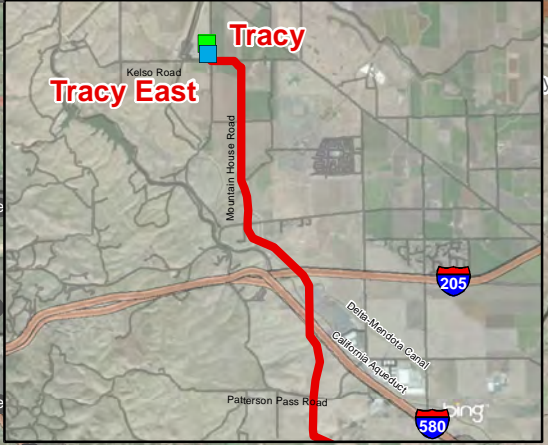 Tracy
Kelso Road
Tracy East
Mountain House Road
205
Delta-Mendota Canal
California Aqueduct
Patterson Pass Road
bing
580